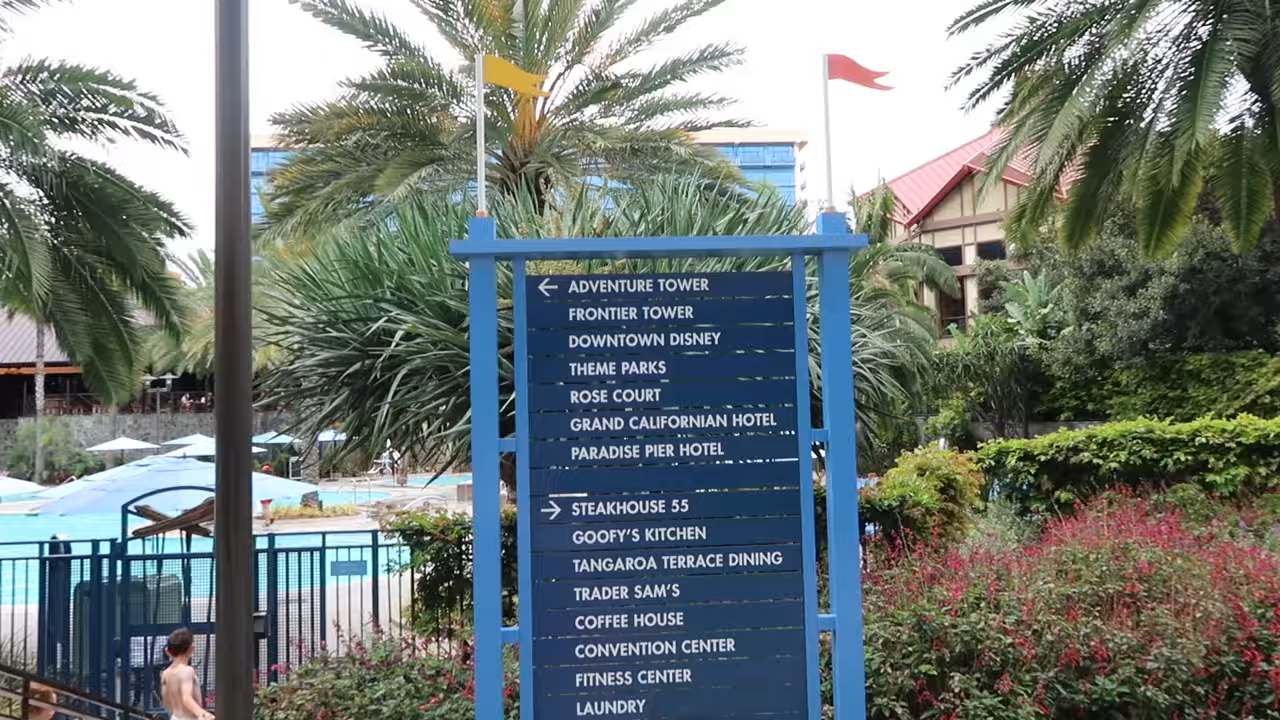 ← ADVENTURE TOWER
FRONTIER TOWER
DOWNTOWN DISNEY
THEME PARKS
ROSE COURT
GRAND CALIFORNIAN HOTEL
PARADISE PIER HOTEL
→ STEAKHOUSE 55
GOOFY'S KITCHEN
TANGAROA TERRACE DINING
TRADER SAM'S
COFFEE HOUSE
CONVENTION CENTER
FITNESS CENTER
LAUNDRY